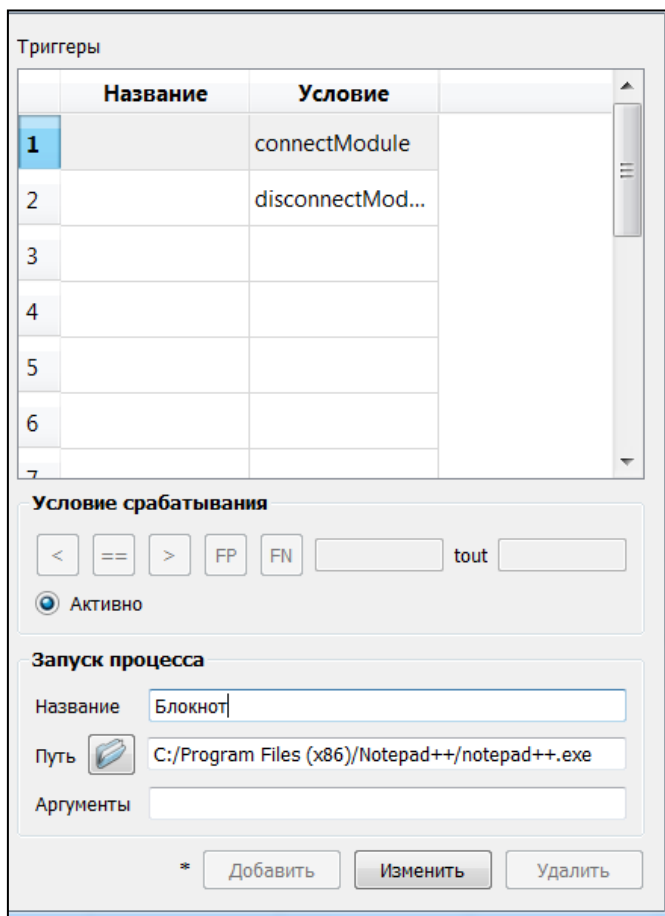 Триггеры
Название Условие
1 connectModule
2 disconnectMod...
3
4
5
6
7
Условие срабатывания
< == > FP FN tout
Активно
Запуск процесса
Название Блокнот
Путь C:/Program Files (x86)/Notepad++/notepad++.exe
Аргументы
* Добавить Изменить Удалить